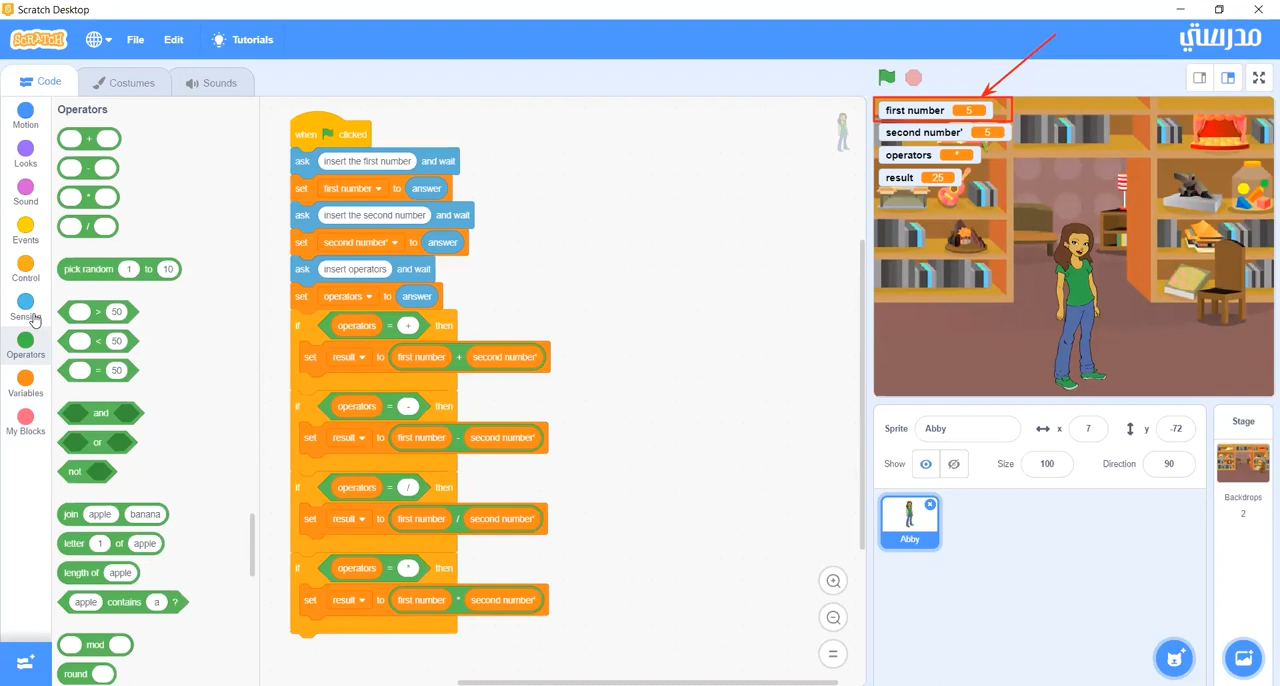 Scratch Desktop
SCRATCH File Edit Tutorials مدرستي
Code Costumes Sounds
Motion
Looks
Sound
Events
Control
Sensing
Operators
Variables
My Blocks
Operators
+
-
*
/
pick random 1 to 10
> 50
< 50
= 50
and
or
not
join apple banana
letter 1 of apple
length of apple
apple contains a ?
mod
round
when clicked
ask insert the first number and wait
set first number to answer
ask insert the second number and wait
set second number' to answer
ask insert operators and wait
set operators to answer
if operators = + then
set result to first number + second number'
if operators = - then
set result to first number - second number'
if operators = / then
set result to first number / second number'
if operators = * then
set result to first number * second number'
first number 5
second number' 5
operators *
result 25
Sprite Abby x 7 y -72
Show Size 100 Direction 90
Abby
Stage
Backdrops
2